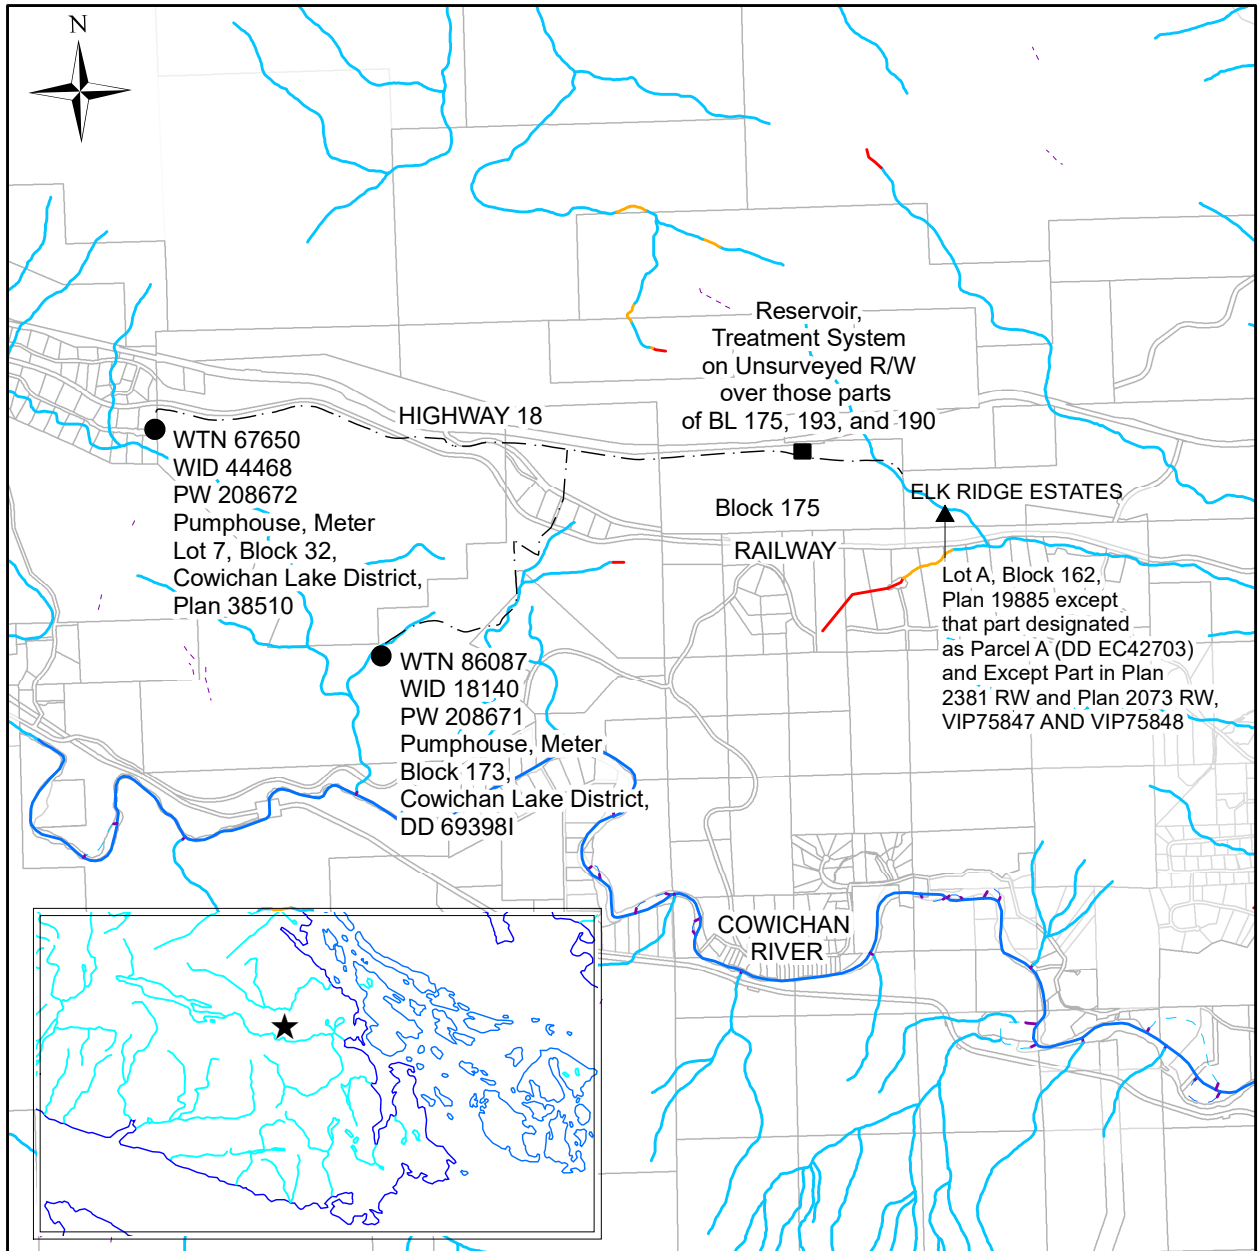 N
Reservoir,
Treatment System
on Unsurveyed R/W
over those parts
of BL 175, 193, and 190
HIGHWAY 18
WTN 67650
WID 44468
PW 208672
Pumphouse, Meter
Lot 7, Block 32,
Cowichan Lake District,
Plan 38510
Block 175
ELK RIDGE ESTATES
RAILWAY
Lot A, Block 162,
Plan 19885 except
that part designated
as Parcel A (DD EC42703)
and Except Part in Plan
2381 RW and Plan 2073 RW,
VIP75847 AND VIP75848
WTN 86087
WID 18140
PW 208671
Pumphouse, Meter
Block 173,
Cowichan Lake District,
DD 69398I
COWICHAN
RIVER